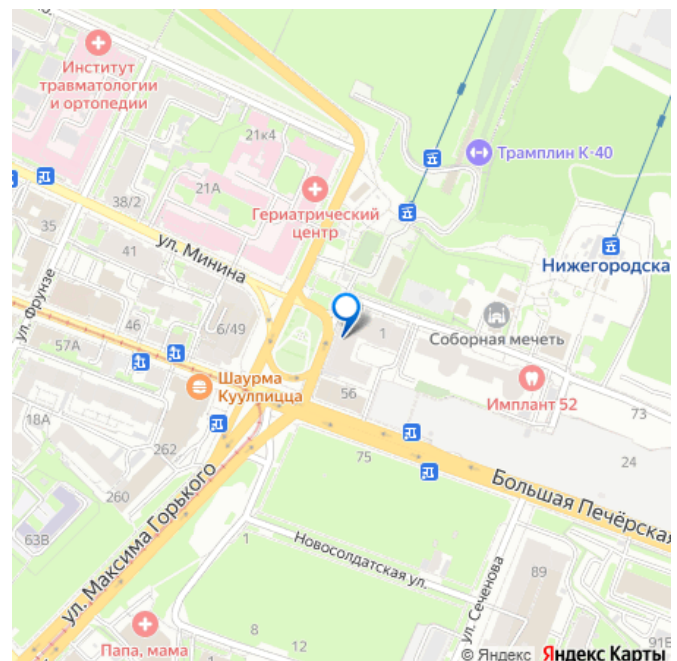 Институт
травматологии
и ортопедии
21к4
Трамплин К-40
21А
38/2
Гериатрический
центр
35
41
ул. Минина
Нижегородска
ул. Фрунзе
46
6/49
1
Соборная мечеть
57А
Шаурма
Куулпицца
56
Имплант 52
73
18А
262
75
24
260
ул. Максима Горького
Большая Печёрская
63В
1
Новосолдатская ул.
ул. Сеченова
89
8
12
Папа, мама
91Б
© Яндекс Яндекс Карты